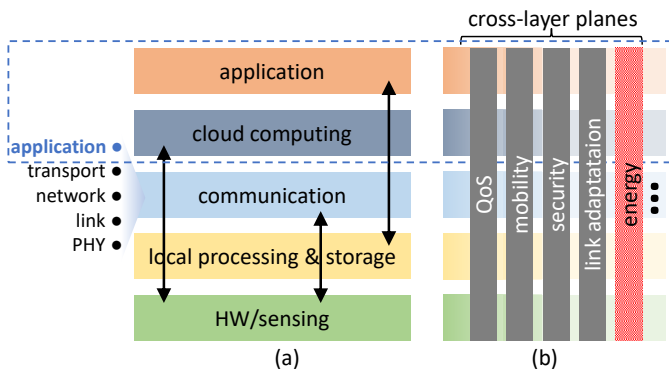 cross-layer planes
application
cloud computing
application
transport
network
link
PHY
communication
local processing & storage
HW/sensing
QoS
mobility
security
link adaptataion
energy
(a)
(b)